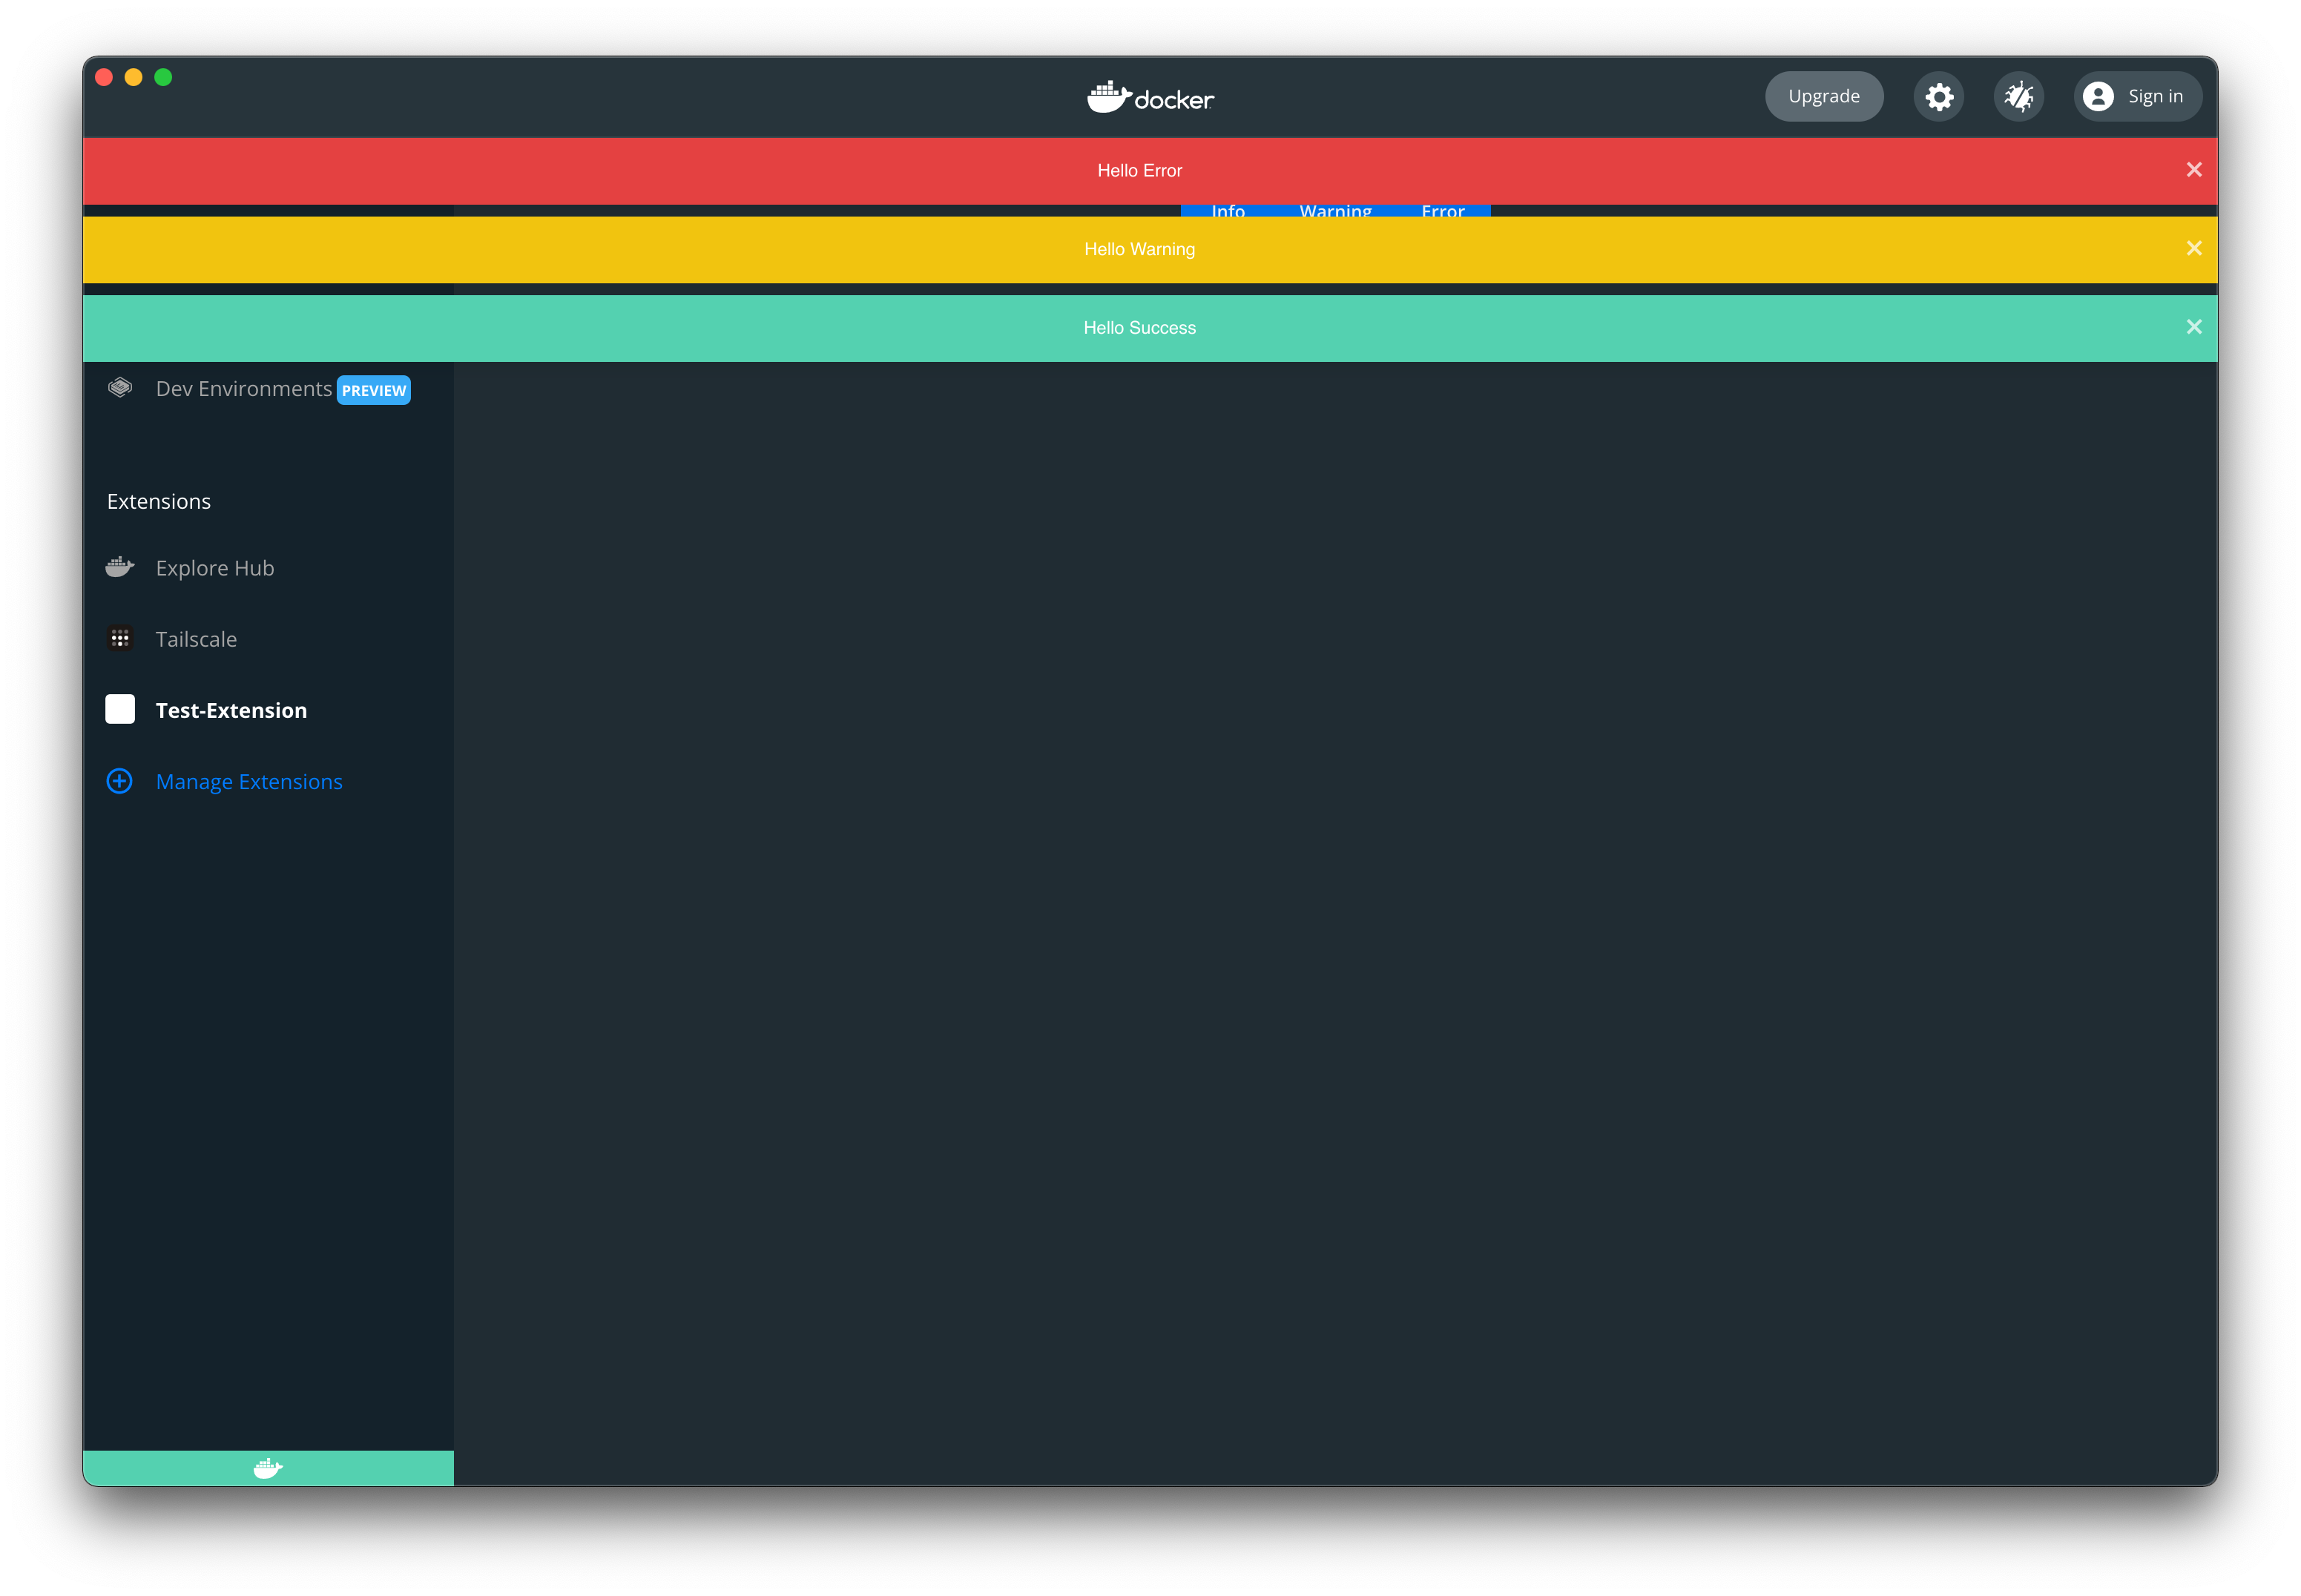 docker
Upgrade
Sign in
Hello Error
Info Warning Error
Hello Warning
Hello Success
Dev Environments PREVIEW
Extensions
Explore Hub
Tailscale
Test-Extension
Manage Extensions